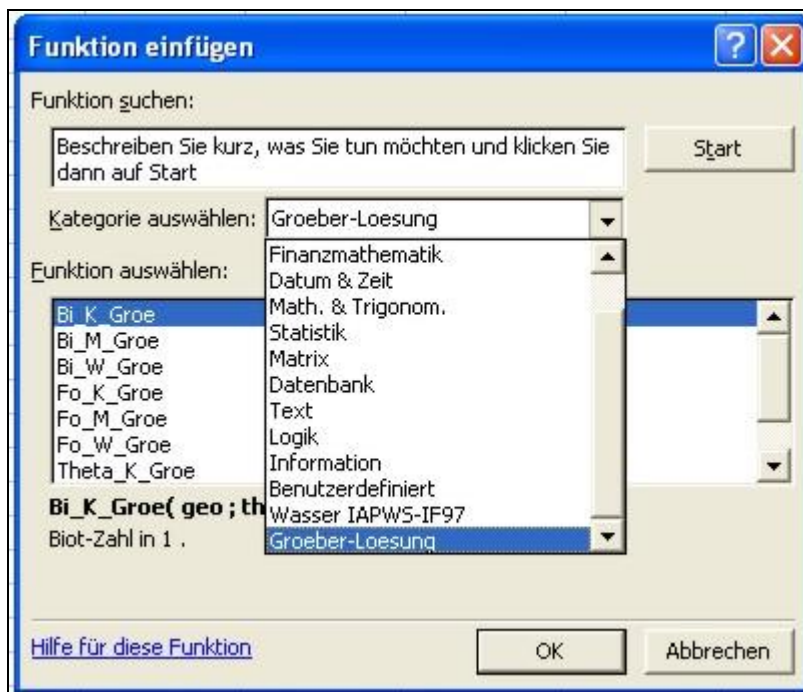 Funktion einfügen
Funktion suchen:
Beschreiben Sie kurz, was Sie tun möchten und klicken Sie
dann auf Start
Start
Kategorie auswählen: Groeber-Loesung
Funktion auswählen:
Finanzmathematik
Datum & Zeit
Math. & Trigonom.
Statistik
Matrix
Datenbank
Text
Logik
Information
Benutzerdefiniert
Wasser IAPWS-IF97
Groeber-Loesung
Bi_K_Groe
Bi_M_Groe
Bi_W_Groe
Fo_K_Groe
Fo_M_Groe
Fo_W_Groe
Theta_K_Groe
Bi_K_Groe( geo ; th
Biot-Zahl in 1 .
Hilfe für diese Funktion
OK
Abbrechen